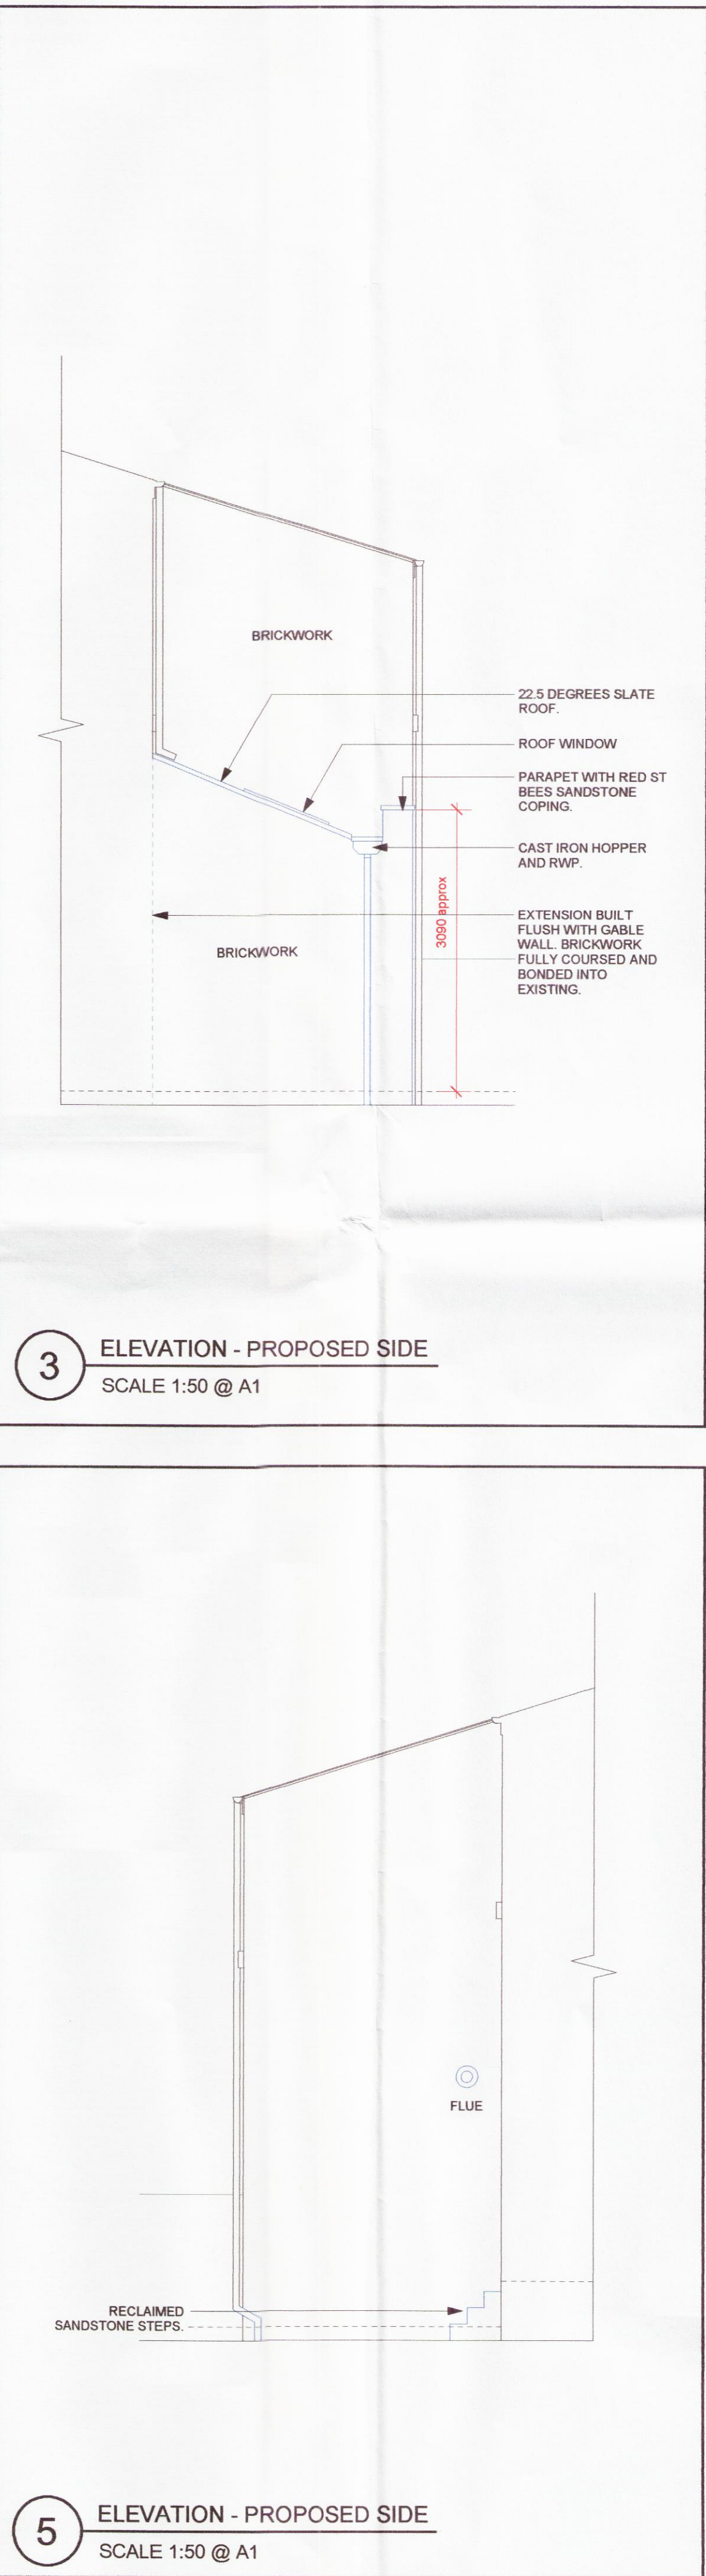 BRICKWORK
22.5 DEGREES SLATE
ROOF.
ROOF WINDOW
PARAPET WITH RED ST
BEES SANDSTONE
COPING.
CAST IRON HOPPER
AND RWP.
3090 approx
EXTENSION BUILT
FLUSH WITH GABLE
WALL. BRICKWORK
FULLY COURSED AND
BONDED INTO
EXISTING.
BRICKWORK
3
ELEVATION - PROPOSED SIDE
SCALE 1:50 @ A1
FLUE
RECLAIMED
SANDSTONE STEPS.
5
ELEVATION - PROPOSED SIDE
SCALE 1:50 @ A1